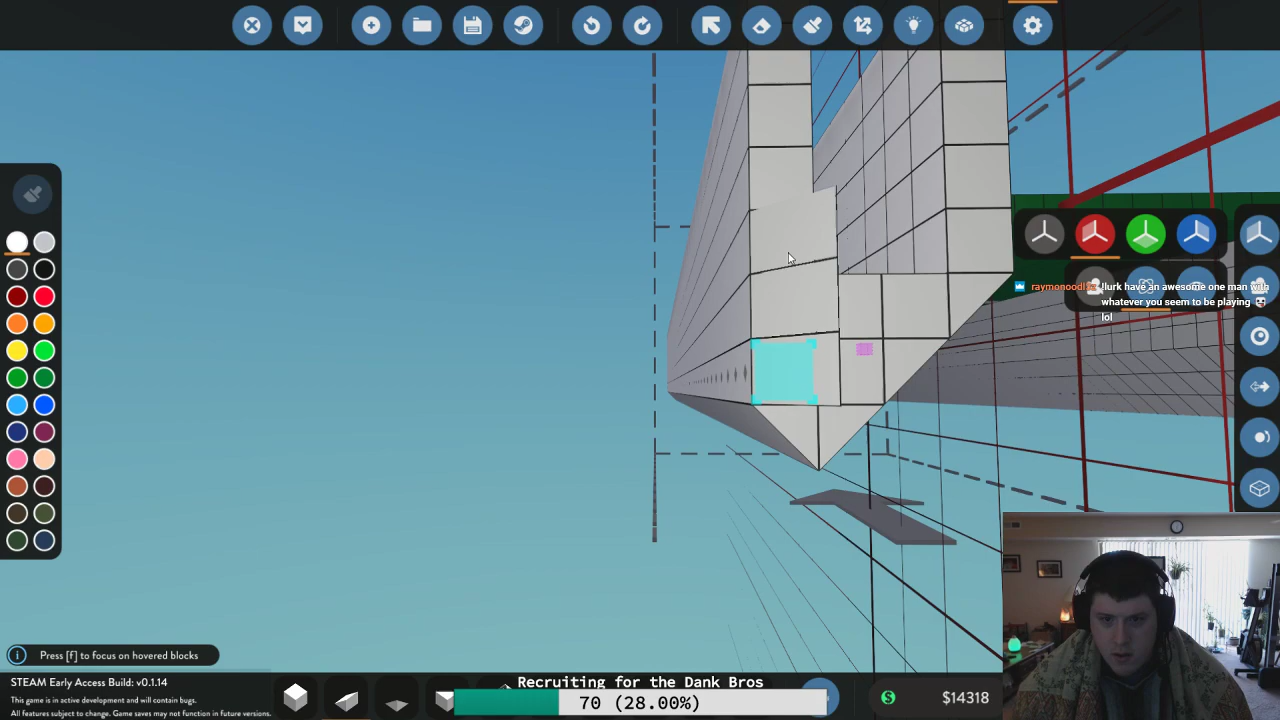 raymonoodlzz !lurk have an awesome one man with
whatever you seem to be playing
lol
Press [f] to focus on hovered blocks
STEAM Early Access Build: v0.1.14
This game is in active development and will contain bugs.
All features subject to change. Game saves may not function in future versions.
Recruiting for the Dank Bros
70 (28.00%)
$14318